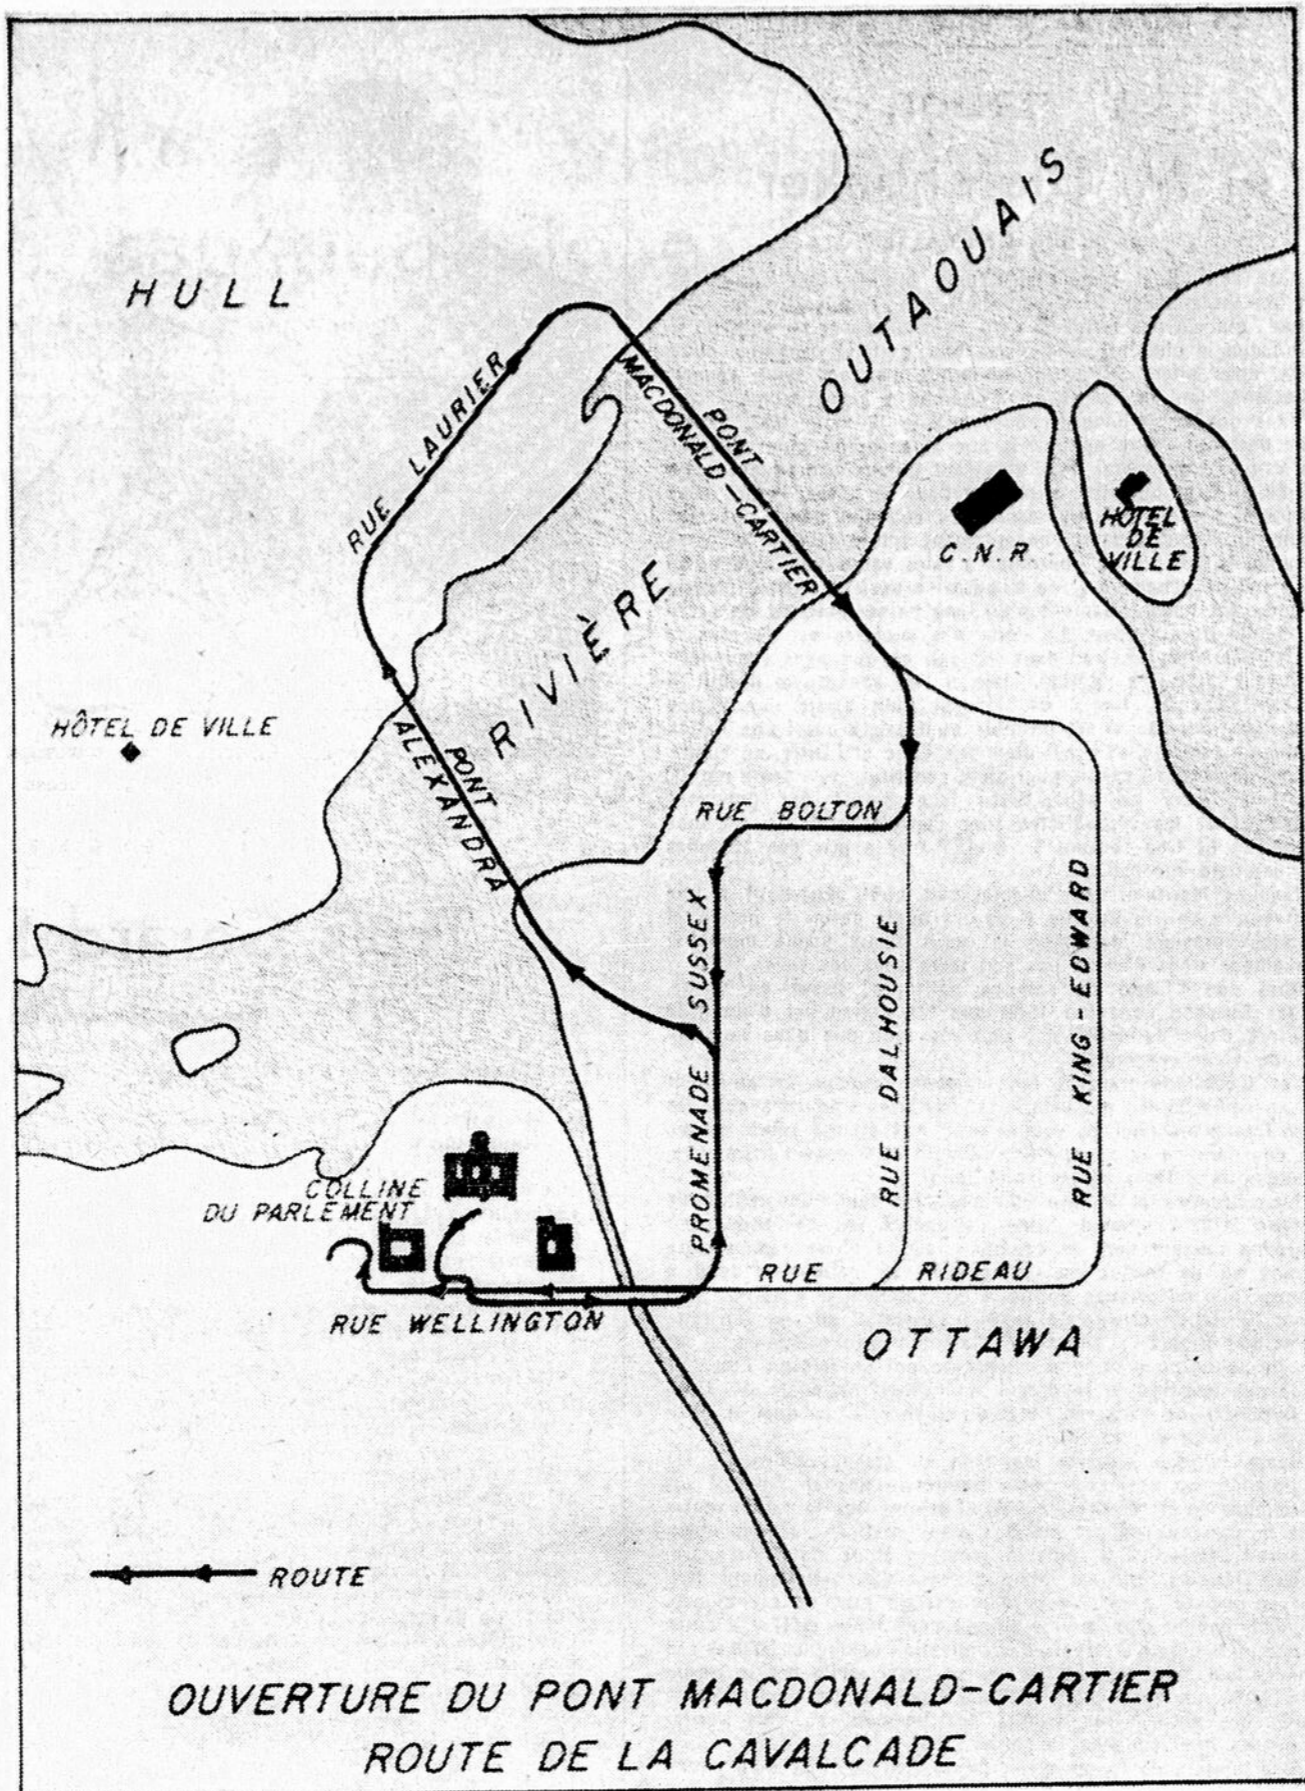 HULL
OUTAOUAIS
RUE LAURIER
PONT
MACDONALD-CARTIER
C.N.R
HÔTEL
DE
VILLE
RIVIÈRE
HÔTEL DE VILLE
PONT
ALEXANDRA
RUE BOLTON
PROMENADE SUSSEX
RUE DALHOUSIE
RUE KING-EDWARD
COLLINE
DU PARLEMENT
RUE RIDEAU
RUE WELLINGTON
OTTAWA
ROUTE
OUVERTURE DU PONT MACDONALD-CARTIER
ROUTE DE LA CAVALCADE